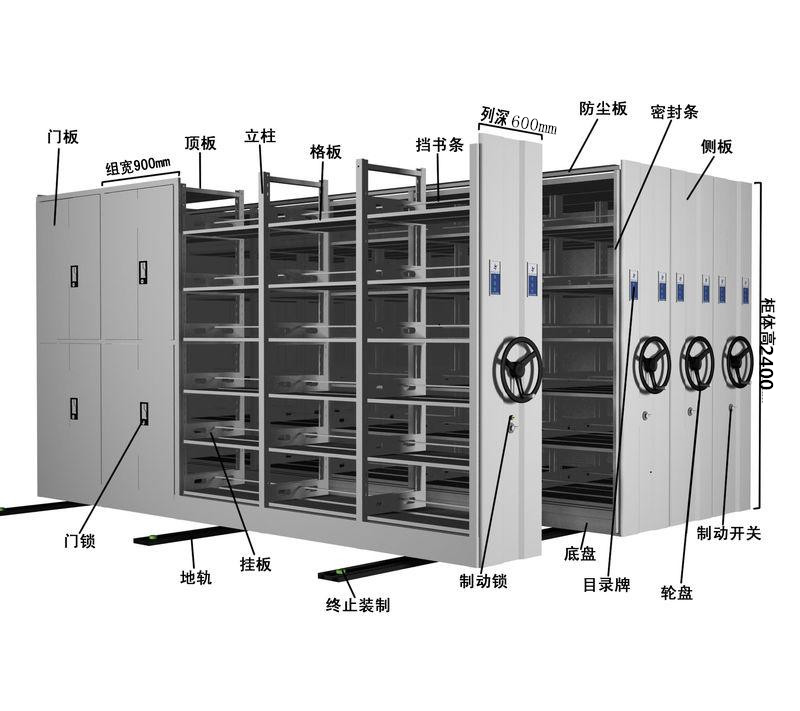 列深600mm
防尘板
密封条
门板
组宽900mm
顶板
立柱
格板
挡书条
侧板
柜体高2400
门锁
地轨
挂板
终止装制
制动锁
底盘
目录牌
轮盘
制动开关